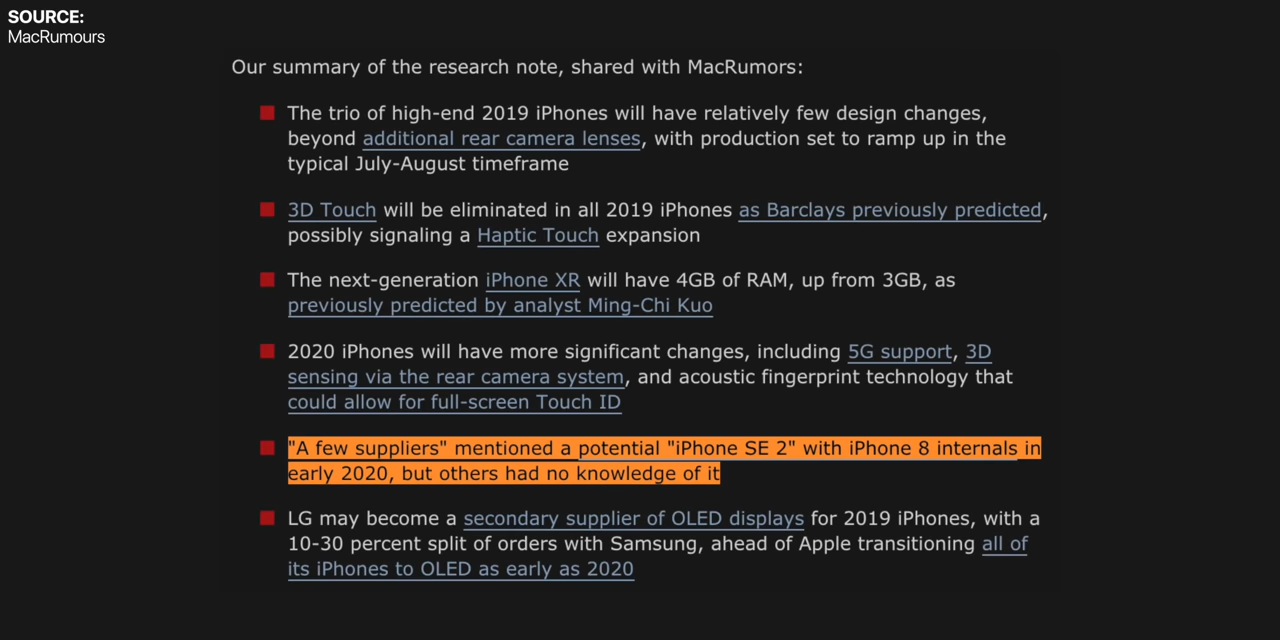 SOURCE:
MacRumours
Our summary of the research note, shared with MacRumors:
The trio of high-end 2019 iPhones will have relatively few design changes,
beyond additional rear camera lenses, with production set to ramp up in the
typical July-August timeframe
3D Touch will be eliminated in all 2019 iPhones as Barclays previously predicted,
possibly signaling a Haptic Touch expansion
The next-generation iPhone XR will have 4GB of RAM, up from 3GB, as
previously predicted by analyst Ming-Chi Kuo
2020 iPhones will have more significant changes, including 5G support, 3D
sensing via the rear camera system, and acoustic fingerprint technology that
could allow for full-screen Touch ID
"A few suppliers" mentioned a potential "iPhone SE 2" with iPhone 8 internals in
early 2020, but others had no knowledge of it
LG may become a secondary supplier of OLED displays for 2019 iPhones, with a
10-30 percent split of orders with Samsung, ahead of Apple transitioning all of
its iPhones to OLED as early as 2020